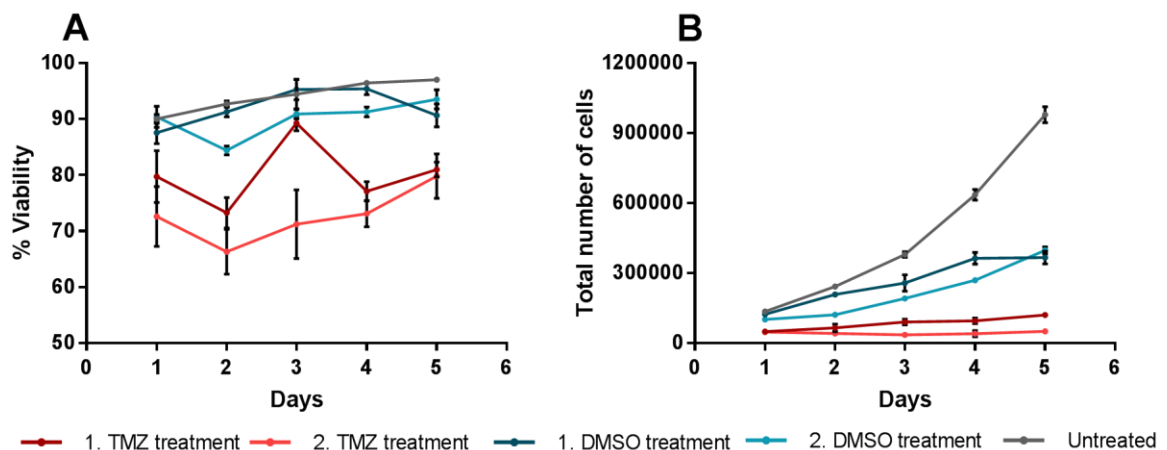 A
% Viability
100
90
80
70
60
50
0 1 2 3 4 5 6
Days
B
Total number of cells
1200000
900000
600000
300000
0
0 1 2 3 4 5 6
Days
1. TMZ treatment 2. TMZ treatment 1. DMSO treatment 2. DMSO treatment Untreated